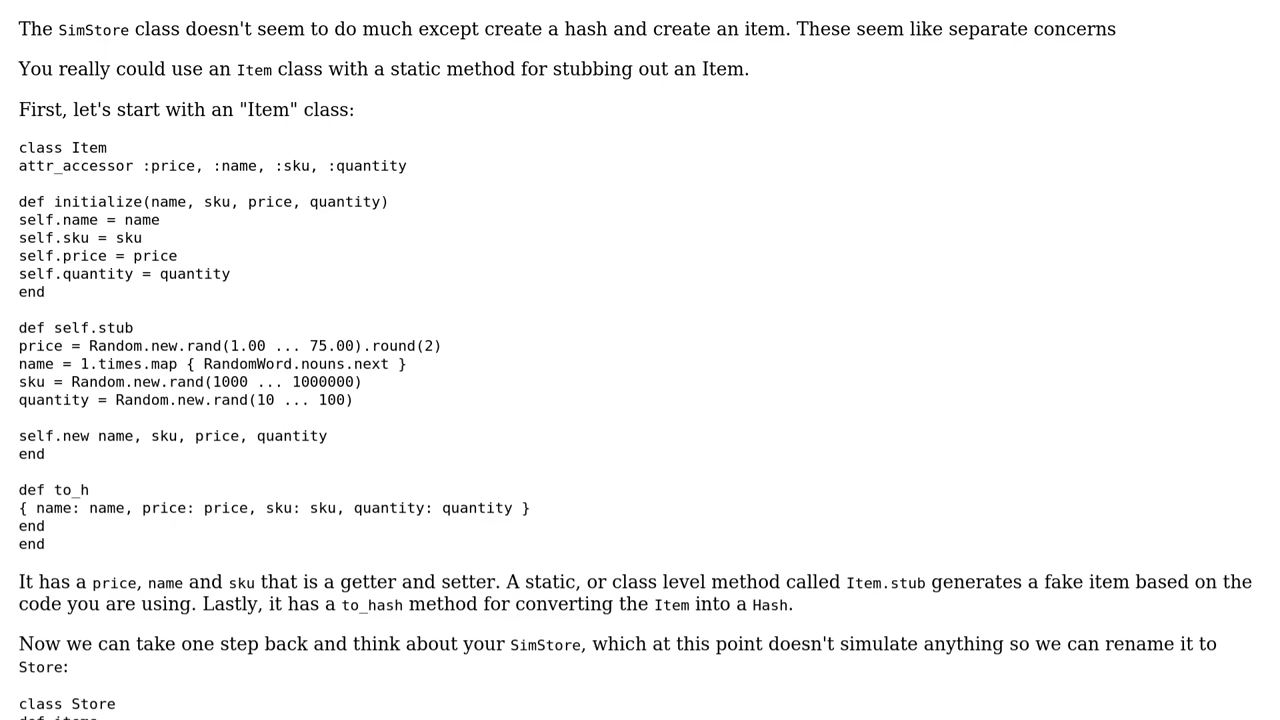 The SimStore class doesn't seem to do much except create a hash and create an item. These seem like separate concerns
You really could use an Item class with a static method for stubbing out an Item.
First, let's start with an "Item" class:
class Item
attr_accessor :price, :name, :sku, :quantity
def initialize(name, sku, price, quantity)
self.name = name
self.sku = sku
self.price = price
self.quantity = quantity
end
def self.stub
price = Random.new.rand(1.00 ... 75.00).round(2)
name = 1.times.map { RandomWord.nouns.next }
sku = Random.new.rand(1000 ... 1000000)
quantity = Random.new.rand(10 ... 100)
self.new name, sku, price, quantity
end
def to_h
{ name: name, price: price, sku: sku, quantity: quantity }
end
end
It has a price, name and sku that is a getter and setter. A static, or class level method called Item.stub generates a fake item based on the
code you are using. Lastly, it has a to_hash method for converting the Item into a Hash.
Now we can take one step back and think about your SimStore, which at this point doesn't simulate anything so we can rename it to
Store:
class Store
def items